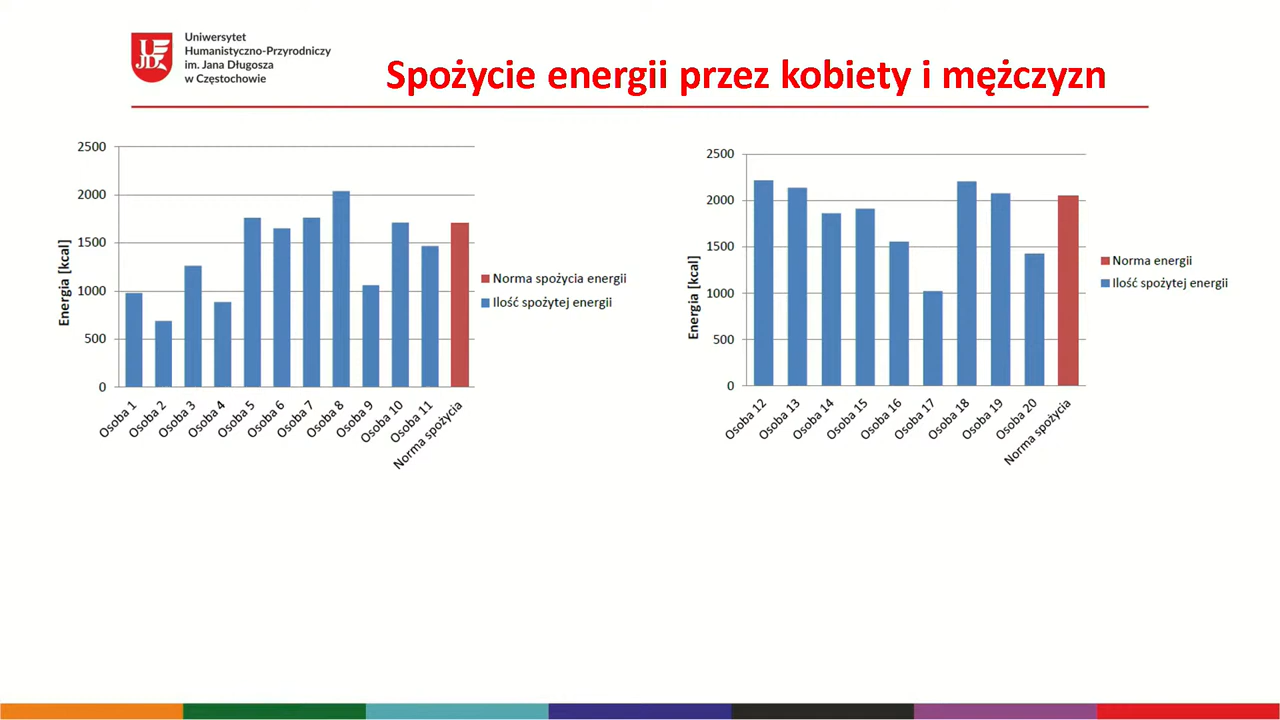 Uniwersytet
Humanistyczno-Przyrodniczy
im. Jana Długosza
w Częstochowie
UJD
Spożycie energii przez kobiety i mężczyzn
2500
2000
1500
1000
500
0
Energia [kcal]
Osoba 1
Osoba 2
Osoba 3
Osoba 4
Osoba 5
Osoba 6
Osoba 7
Osoba 8
Osoba 9
Osoba 10
Osoba 11
Norma spożycia
Norma spożycia energii
Ilość spożytej energii
2500
2000
1500
1000
500
0
Energia [kcal]
Osoba 12
Osoba 13
Osoba 14
Osoba 15
Osoba 16
Osoba 17
Osoba 18
Osoba 19
Osoba 20
Norma spożycia
Norma energii
Ilość spożytej energii